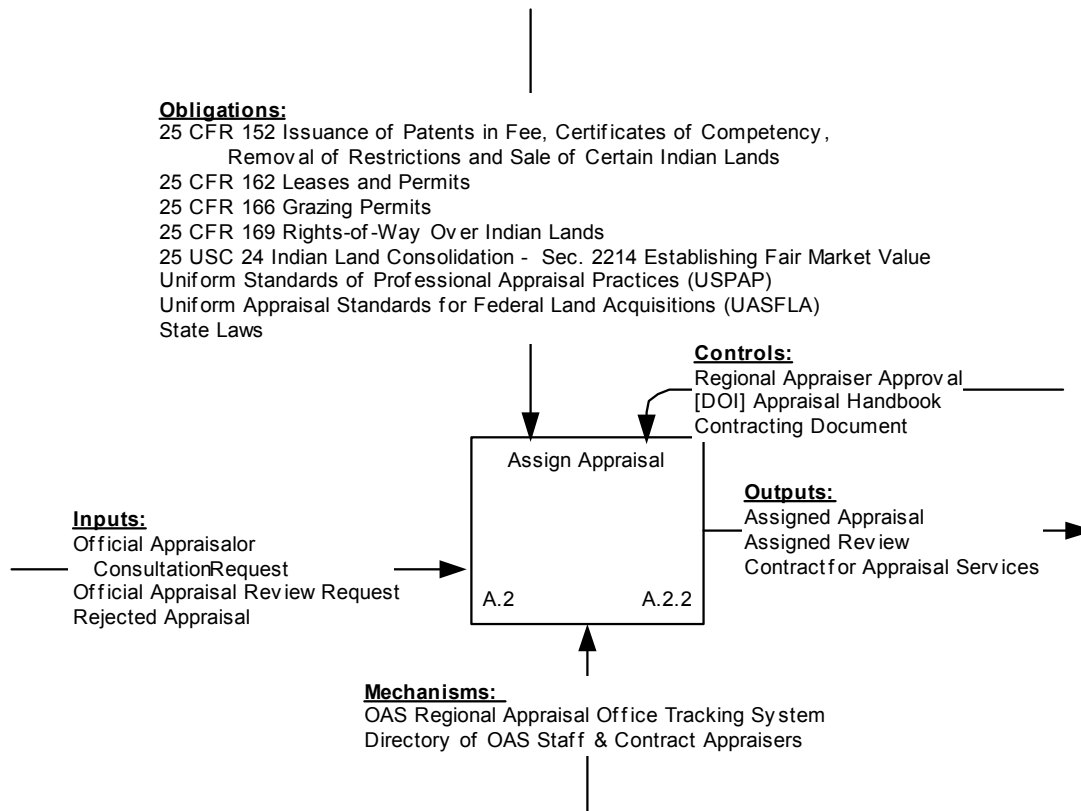 Obligations:
25 CFR 152 Issuance of Patents in Fee, Certificates of Competency,
Removal of Restrictions and Sale of Certain Indian Lands
25 CFR 162 Leases and Permits
25 CFR 166 Grazing Permits
25 CFR 169 Rights-of-Way Over Indian Lands
25 USC 24 Indian Land Consolidation - Sec. 2214 Establishing Fair Market Value
Uniform Standards of Professional Appraisal Practices (USPAP)
Uniform Appraisal Standards for Federal Land Acquisitions (UASFLA)
State Laws
Controls:
Regional Appraiser Approval
[DOI] Appraisal Handbook
Contracting Document
Assign Appraisal
A.2
A.2.2
Inputs:
Official Appraisalor
ConsultationRequest
Official Appraisal Review Request
Rejected Appraisal
Outputs:
Assigned Appraisal
Assigned Review
Contractfor Appraisal Services
Mechanisms:
OAS Regional Appraisal Office Tracking System
Directory of OAS Staff & Contract Appraisers